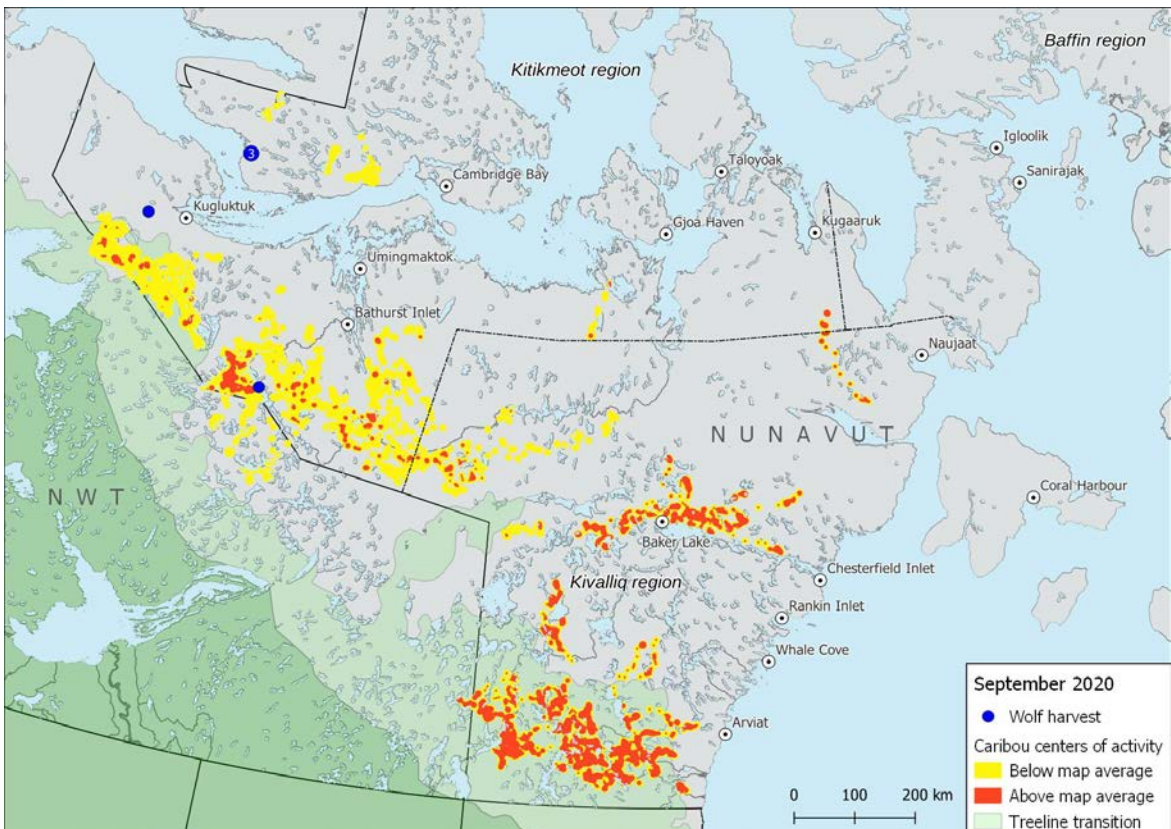 Baffin region
Kitikmeot region
Igloolik
3
Taloyoak
Sanirajak
Cambridge Bay
Kugluktuk
Gjoa Haven
Kugaaruk
Umingmaktok
Bathurst Inlet
Naujaat
NUNAVUT
NWT
Coral Harbour
Baker Lake
Chesterfield Inlet
Kivalliq region
Rankin Inlet
Whale Cove
Arviat
September 2020
Wolf harvest
Caribou centers of activity
Below map average
Above map average
Treeline transition
0 100 200 km